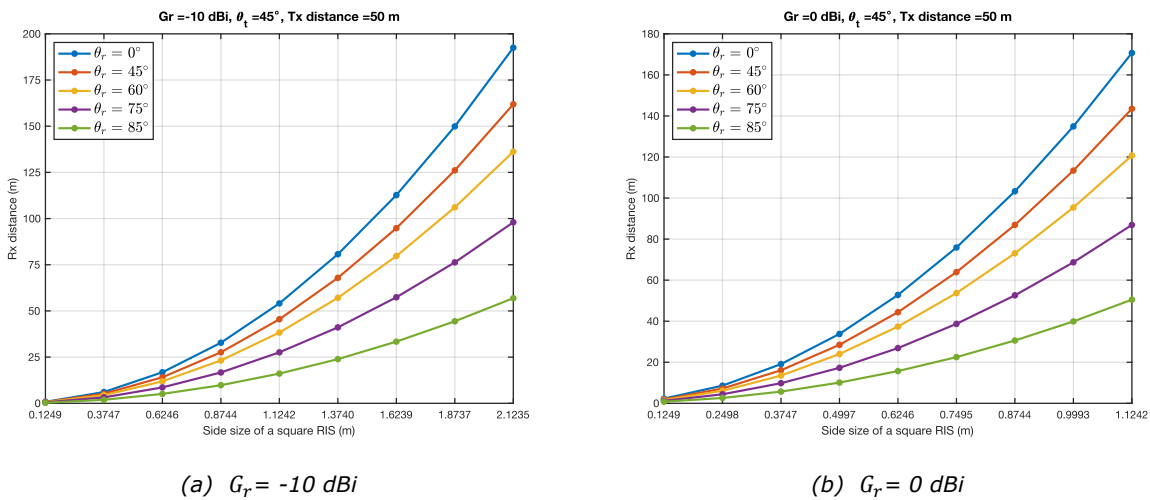 Gr =-10 dBi, θt =45°, Tx distance =50 m
200
175
150
125
100
75
50
25
0
Rx distance (m)
θr = 0°
θr = 45°
θr = 60°
θr = 75°
θr = 85°
0.1249 0.3747 0.6246 0.8744 1.1242 1.3740 1.6239 1.8737 2.1235
Side size of a square RIS (m)
(a) Gr= -10 dBi
Gr =0 dBi, θt =45°, Tx distance =50 m
180
160
140
120
100
80
60
40
20
0
Rx distance (m)
θr = 0°
θr = 45°
θr = 60°
θr = 75°
θr = 85°
0.1249 0.2498 0.3747 0.4997 0.6246 0.7495 0.8744 0.9993 1.1242
Side size of a square RIS (m)
(b) Gr= 0 dBi